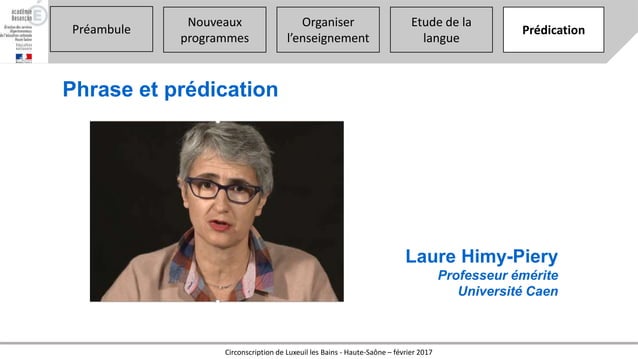 académie
Besançon
Préambule
Nouveaux
programmes
Organiser
l'enseignement
Etude de la
langue
Prédication
Phrase et prédication
Laure Himy-Piery
Professeur émérite
Université Caen
Circonscription de Luxeuil les Bains - Haute-Saône – février 2017